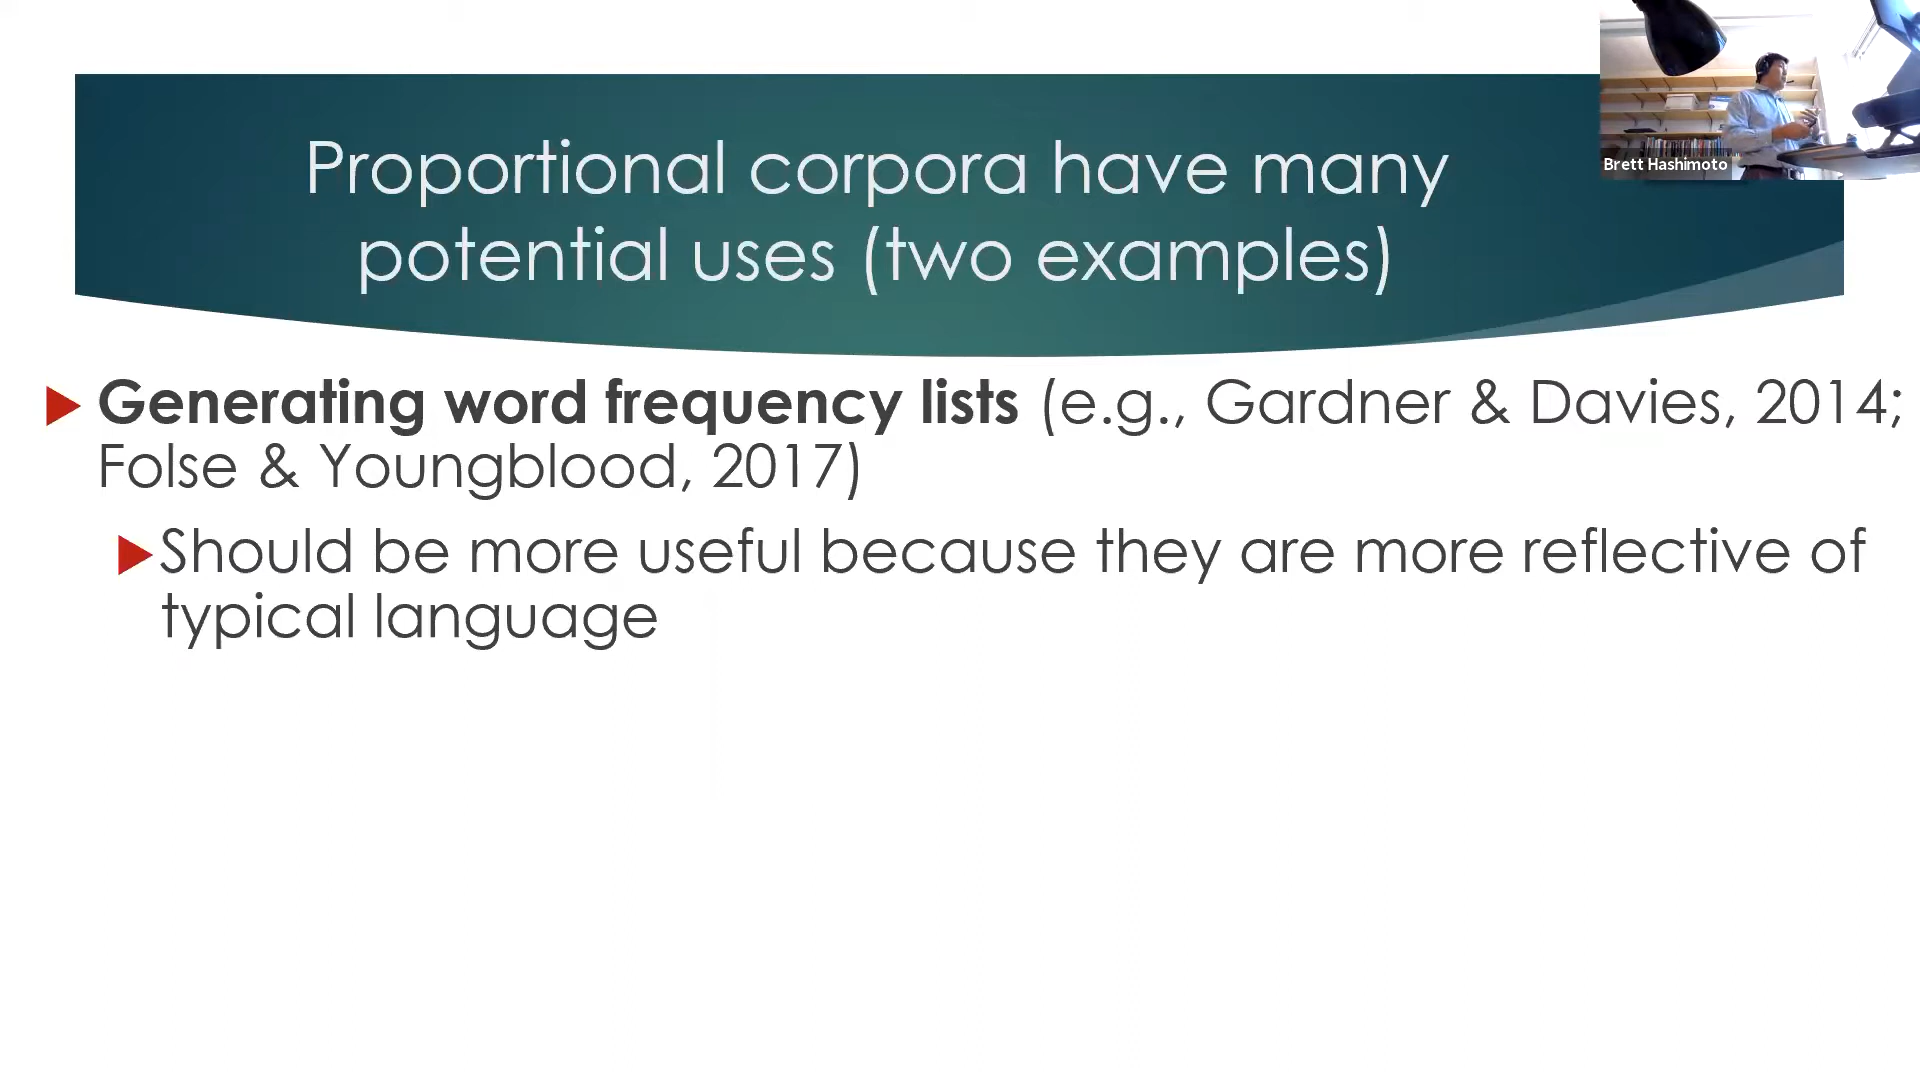 Proportional corpora have many
potential uses (two examples)
Brett Hashimoto
Generating word frequency lists (e.g., Gardner & Davies, 2014;
Folse & Youngblood, 2017)
Should be more useful because they are more reflective of
typical language